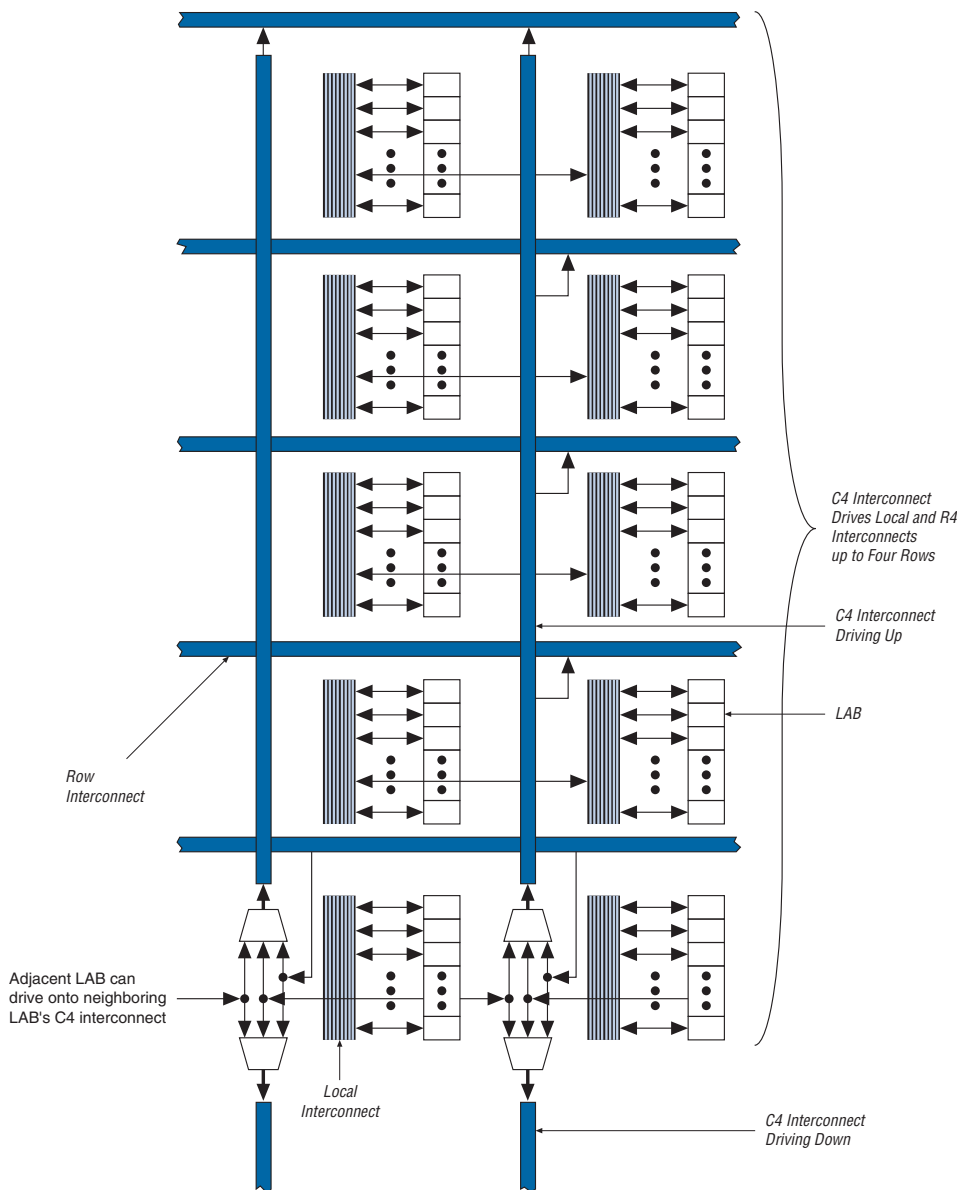 C4 Interconnect
Drives Local and R4
Interconnects
up to Four Rows
C4 Interconnect
Driving Up
LAB
Row
Interconnect
Adjacent LAB can
drive onto neighboring
LAB's C4 interconnect
Local
Interconnect
C4 Interconnect
Driving Down